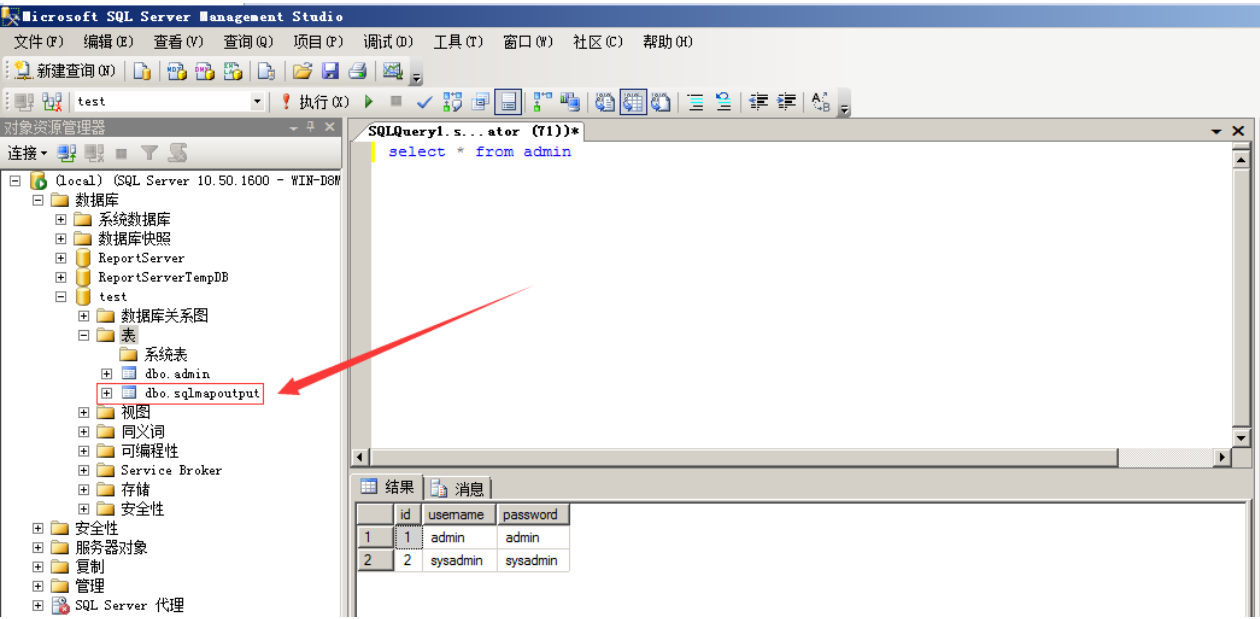 Microsoft SQL Server Management Studio
文件(F) 编辑(E) 查看(V) 查询(Q) 项目(P) 调试(D) 工具(T) 窗口(W) 社区(C) 帮助(H)
新建查询(N)
test 执行(X)
对象资源管理器
连接
(local) (SQL Server 10.50.1600 - WIN-D8M
数据库
系统数据库
数据库快照
ReportServer
ReportServerTempDB
test
数据库关系图
表
系统表
dbo.admin
dbo.sqlmapoutput
视图
同义词
可编程性
Service Broker
存储
安全性
安全性
服务器对象
复制
管理
SQL Server 代理
SQLQuery1.s...ator (71))*
select * from admin
结果 消息
id username password
1 1 admin admin
2 2 sysadmin sysadmin